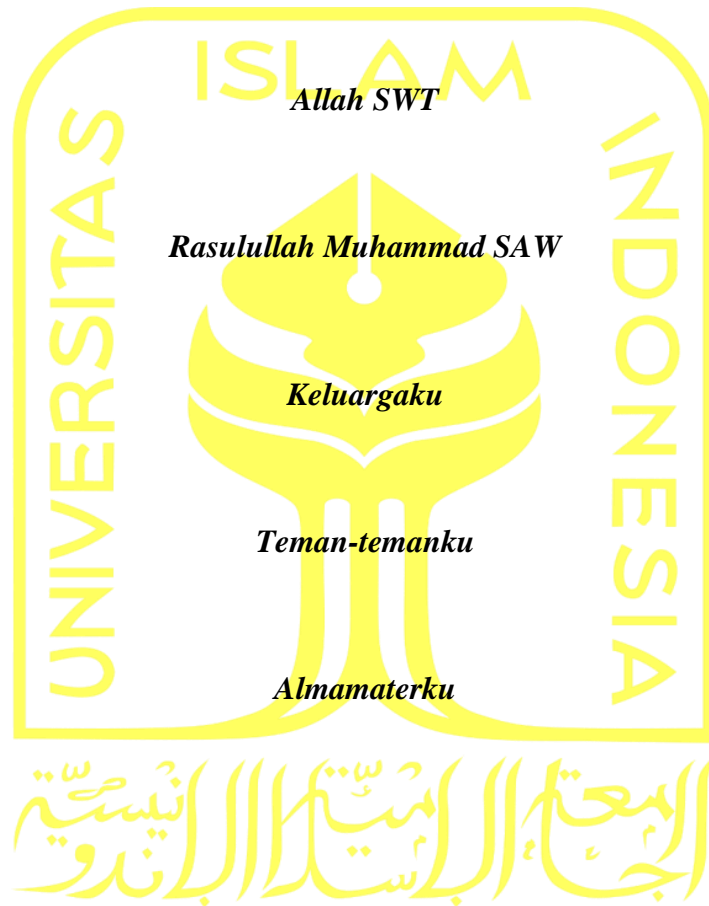 ISLAM
UNIVERSITAS
INDONESIA
Allah SWT
Rasulullah Muhammad SAW
Keluargaku
Teman-temanku
Almamaterku
الجامعة الإسلامية الإندونيسية